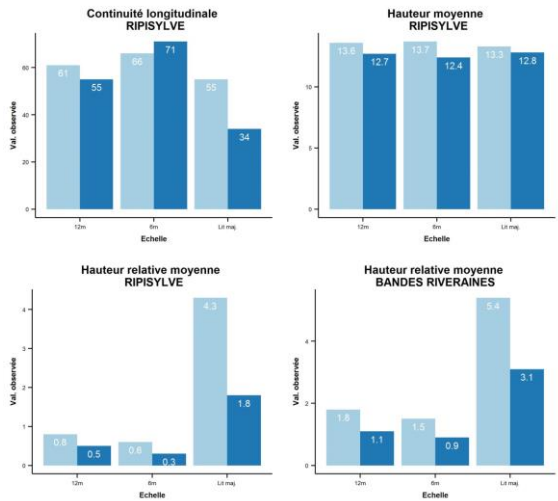 Continuité longitudinale
RIPISYLVE
Val. observée
60
40
20
0
61
55
66
71
55
34
12m
6m
Lit maj.
Echelle
Hauteur moyenne
RIPISYLVE
Val. observée
10
5
0
13.6
12.7
13.7
12.4
13.3
12.8
12m
6m
Lit maj.
Echelle
Hauteur relative moyenne
RIPISYLVE
Val. observée
4
3
2
1
0
0.8
0.5
0.6
0.3
4.3
1.8
12m
6m
Lit maj.
Echelle
Hauteur relative moyenne
BANDES RIVERAINES
Val. observée
4
2
0
1.8
1.1
1.5
0.9
5.4
3.1
12m
6m
Lit maj.
Echelle